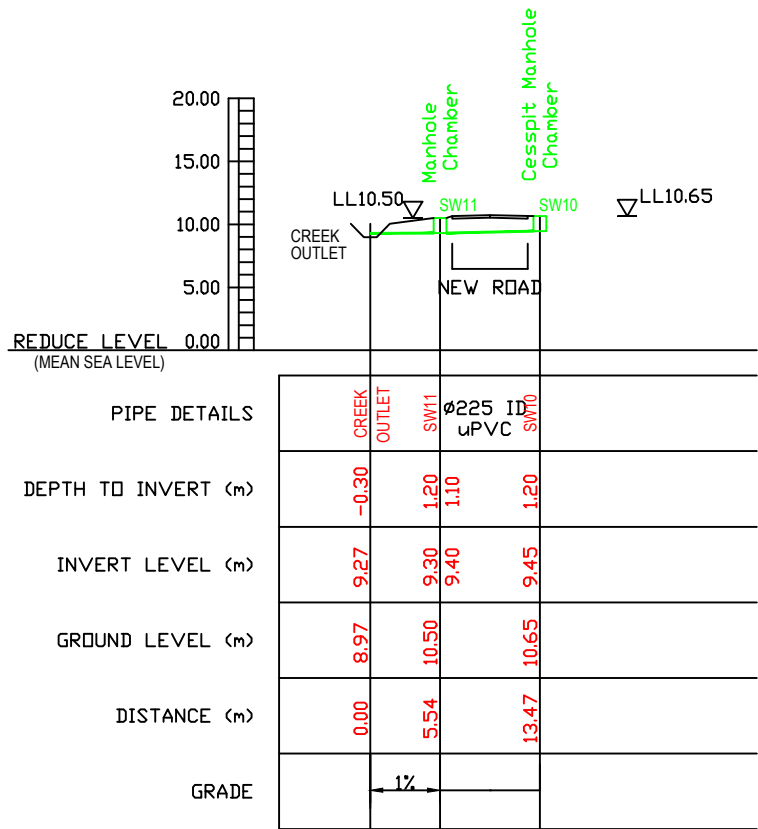 Manhole
Chamber
Cesspit Manhole
Chamber
20.00
15.00
10.00
5.00
REDUCE LEVEL 0.00
(MEAN SEA LEVEL)
LL10.50
SW11
SW10
LL10.65
CREEK
OUTLET
NEW ROAD
PIPE DETAILS
CREEK
OUTLET
SW11
Ø225 ID
uPVC
SW10
DEPTH TO INVERT (m)
-0.30
1.20
1.10
1.20
INVERT LEVEL (m)
9.27
9.30
9.40
9.45
GROUND LEVEL (m)
8.97
10.50
10.65
DISTANCE (m)
0.00
5.54
13.47
GRADE
1%